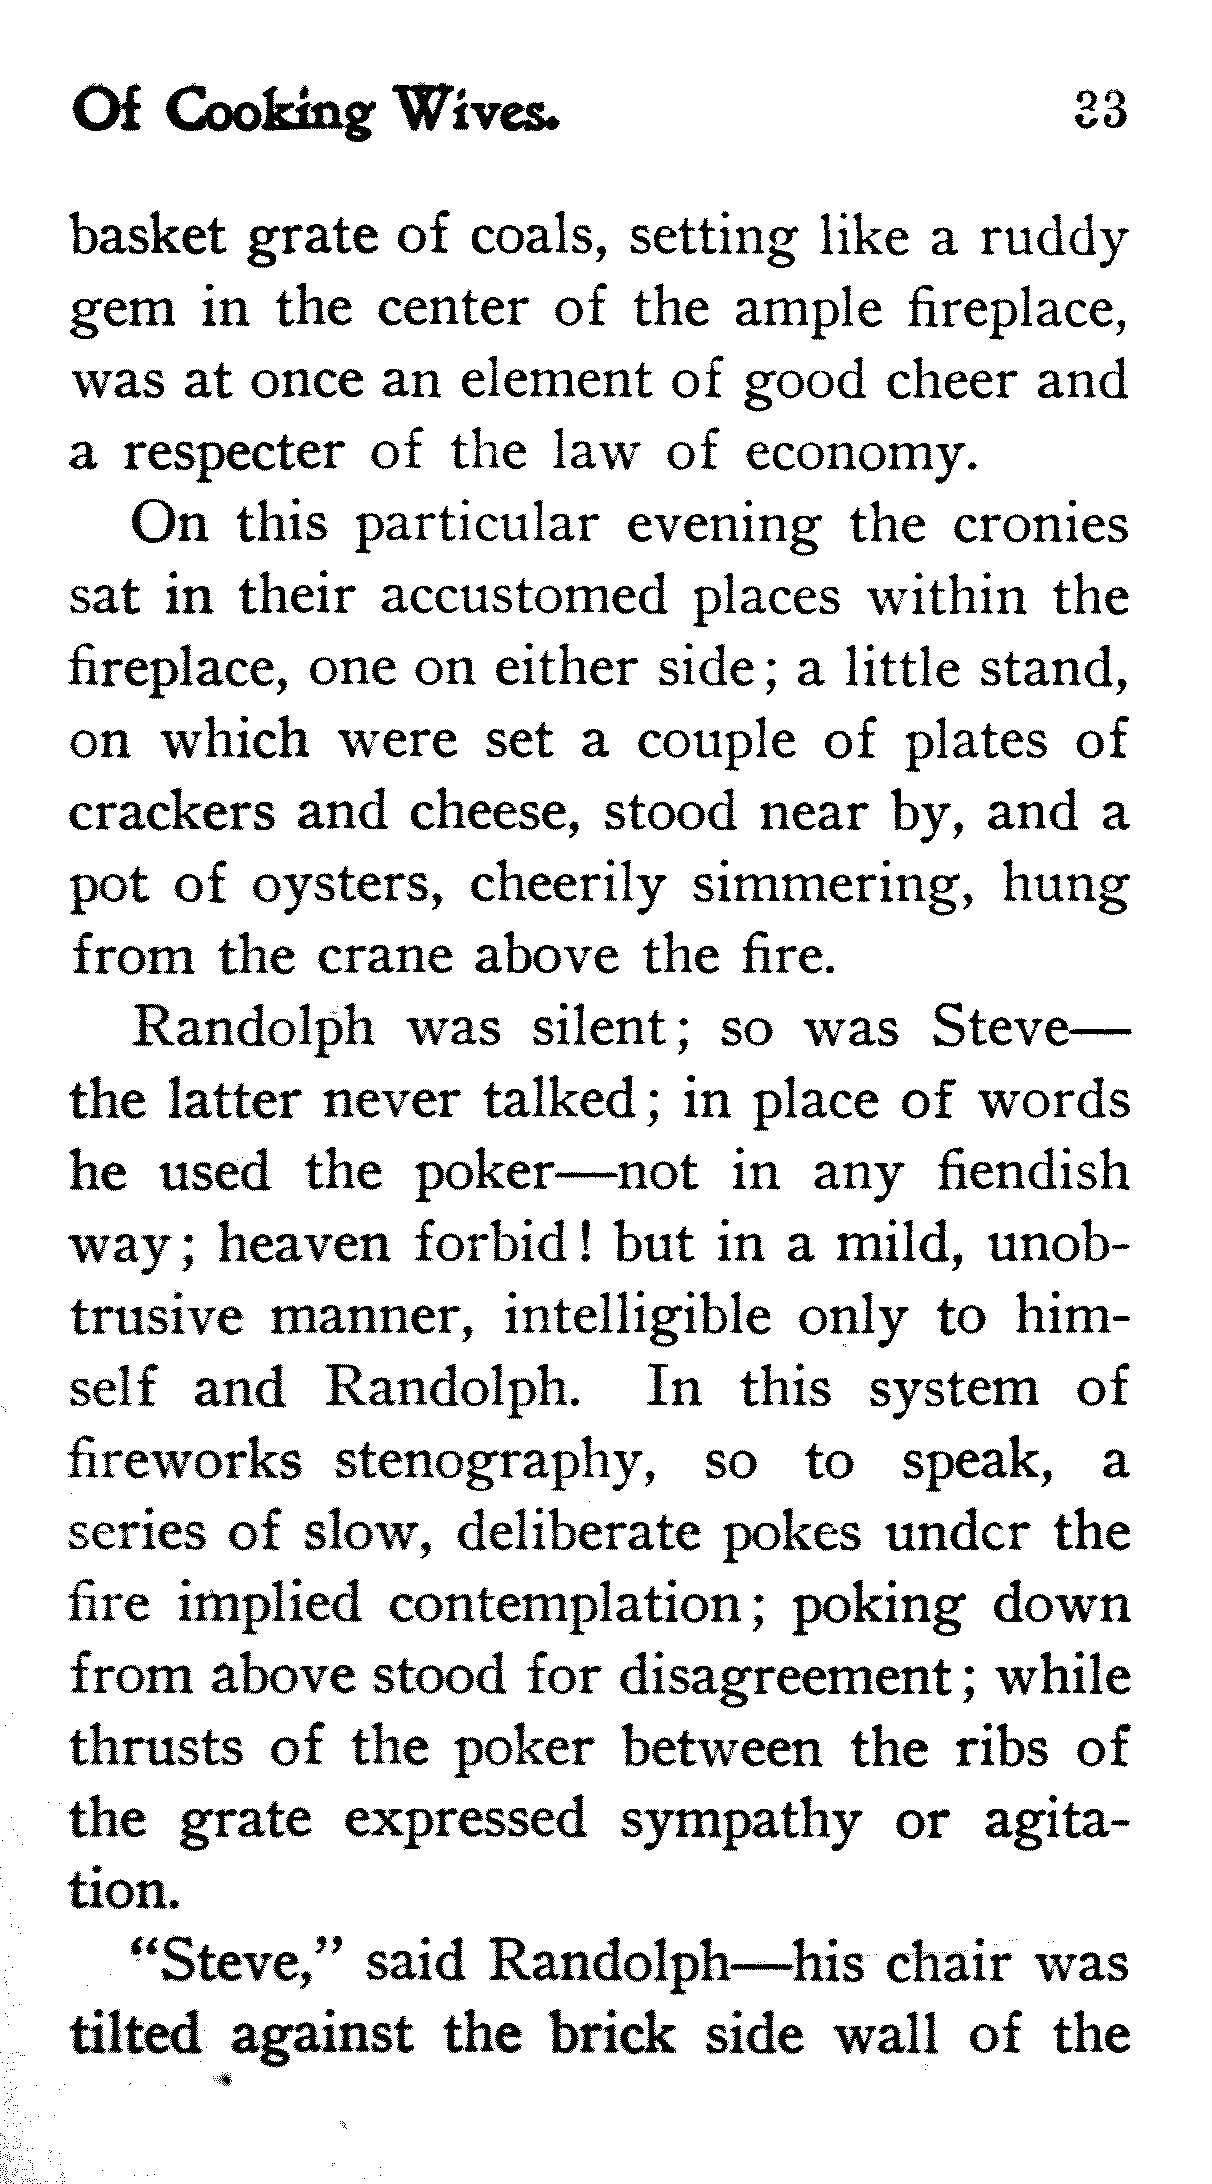 Of Cooking Wives. 23
basket grate of coals, setting like a ruddy
gem in the center of the ample fireplace,
was at once an element of good cheer and
a respecter of the law of economy.
On this particular evening the cronies
sat in their accustomed places within the
fireplace, one on either side; a little stand,
on which were set a couple of plates of
crackers and cheese, stood near by, and a
pot of oysters, cheerily simmering, hung
from the crane above the fire.
Randolph was silent; so was Steve—
the latter never talked; in place of words
he used the poker—not in any fiendish
way; heaven forbid! but in a mild, unob-
trusive manner, intelligible only to him-
self and Randolph. In this system of
fireworks stenography, so to speak, a
series of slow, deliberate pokes under the
fire implied contemplation; poking down
from above stood for disagreement; while
thrusts of the poker between the ribs of
the grate expressed sympathy or agita-
tion.
“Steve,” said Randolph—his chair was
tilted against the brick side wall of the